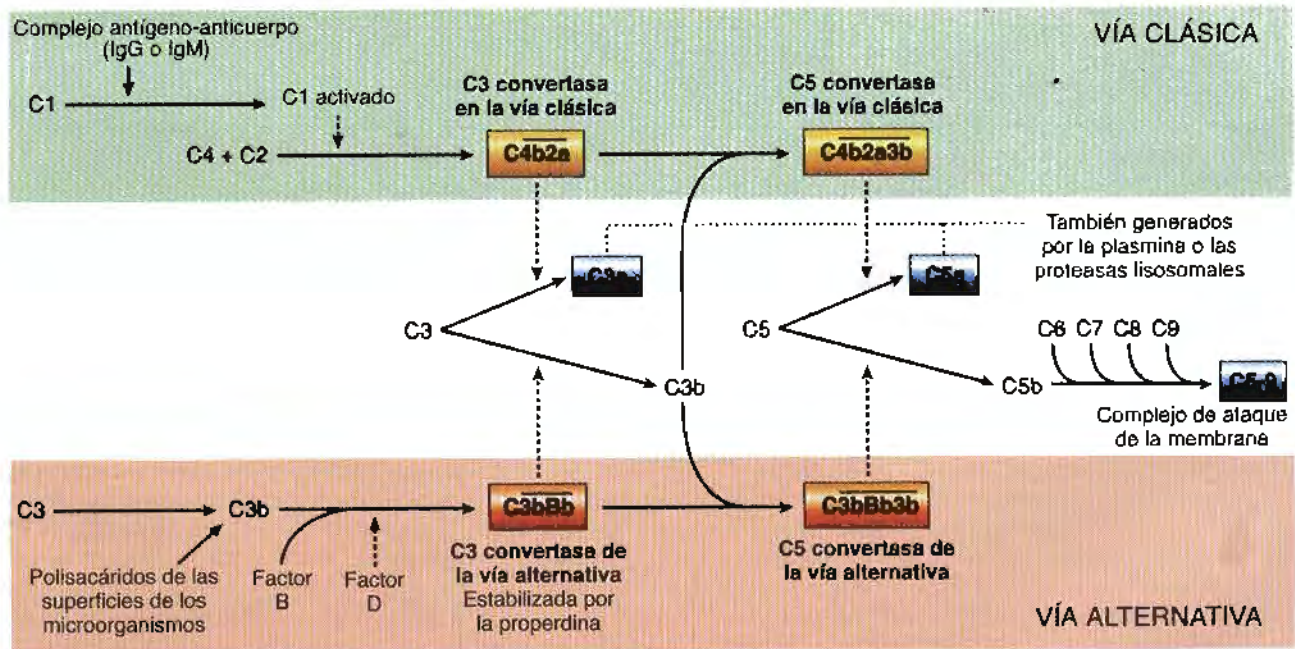 VÍA CLÁSICA
Complejo antígeno-anticuerpo
(IgG o IgM)
C1
C1 activado
C4 + C2
C3 convertasa
en la vía clásica
C4b2a
C5 convertasa
en la vía clásica
C4b2a3b
También generados
por la plasmina o las
proteasas lisosomales
C3a
C5a
C3
C3b
C5
C5b
C6 C7 C8 C9
C5-9
Complejo de ataque
de la membrana
C3
C3b
Polisacáridos de las
superficies de los
microorganismos
Factor
B
Factor
D
C3bBb
C3 convertasa de
la vía alternativa
Estabilizada por
la properdina
C3bBb3b
C5 convertasa de
la vía alternativa
VÍA ALTERNATIVA